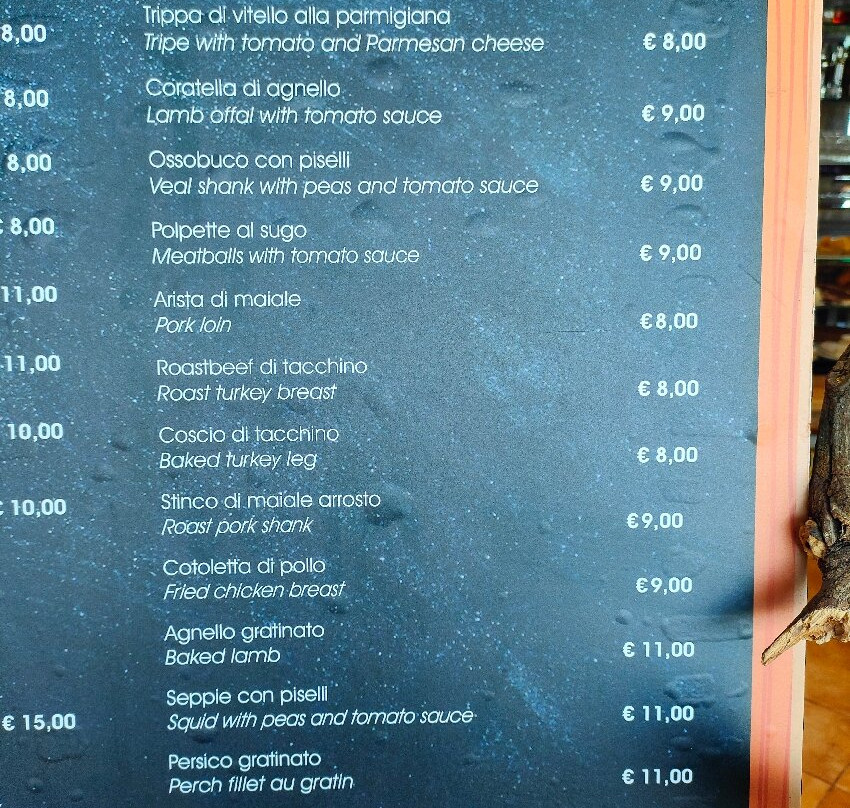 8,00
8,00
8,00
€ 8,00
11,00
11,00
10,00
€ 10,00
€ 15,00
Trippa di vitello alla parmigiana
Tripe with tomato and Parmesan cheese € 8,00
Coratella di agnello
Lamb offal with tomato sauce € 9,00
Ossobuco con piselli
Veal shank with peas and tomato sauce € 9,00
Polpette al sugo
Meatballs with tomato sauce € 9,00
Arista di maiale
Pork loin €8,00
Roastbeef di tacchino
Roast turkey breast € 8,00
Coscio di tacchino
Baked turkey leg € 8,00
Stinco di maiale arrosto
Roast pork shank €9,00
Cotoletta di pollo
Fried chicken breast €9,00
Agnello gratinato
Baked lamb € 11,00
Seppie con piselli
Squid with peas and tomato sauce € 11,00
Persico gratinato
Perch fillet au gratin € 11,00